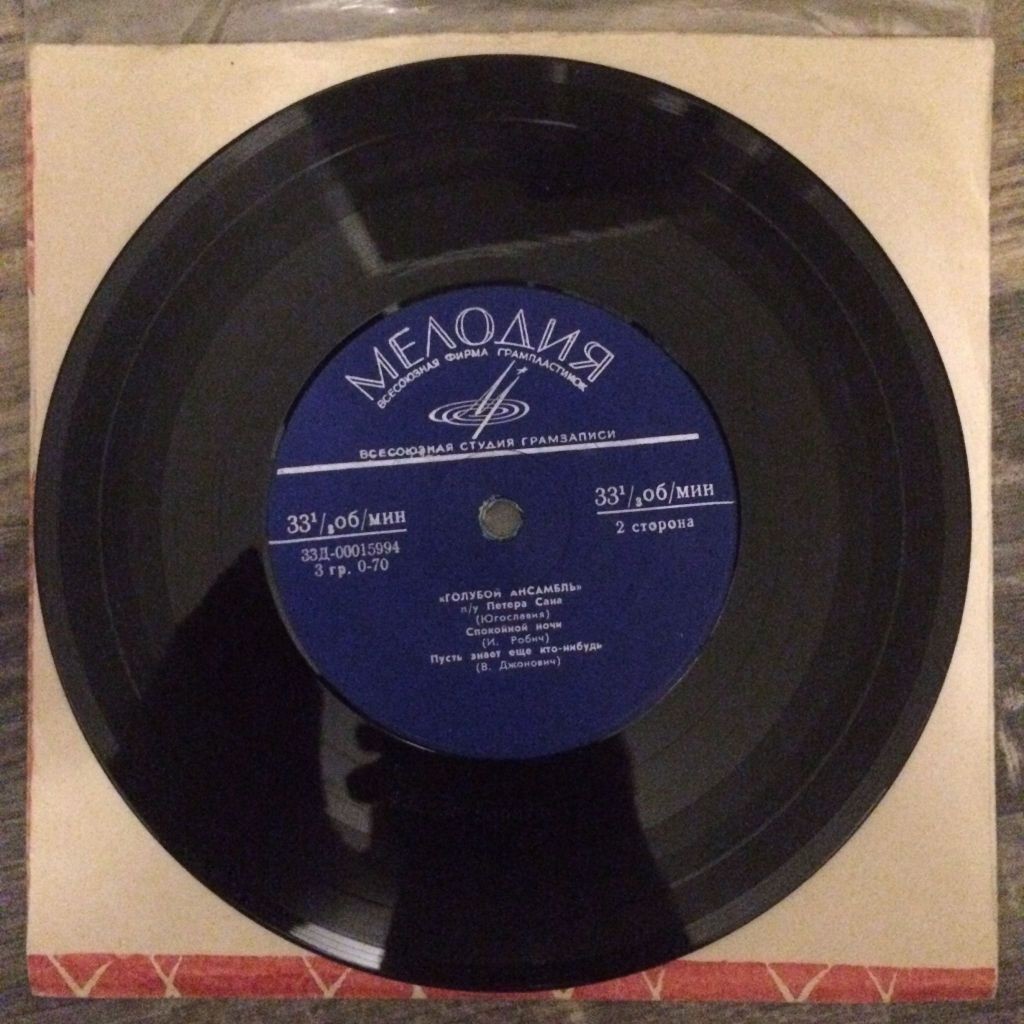 МЕЛОДИЯ
ВСЕСОЮЗНАЯ ФИРМА ГРАМПЛАСТИНОК
ВСЕСОЮЗНАЯ СТУДИЯ ГРАМЗАПИСИ
33¹/₃об/мин
33Д-00015994
3 гр. 0-70
33¹/₃об/мин
2 сторона
«ГОЛУБОЙ АНСАМБЛЬ»
п/у Петера Сана
(Югославия)
Спокойной ночи
(И. Робич)
Пусть знает еще кто-нибудь
(В. Джонович)